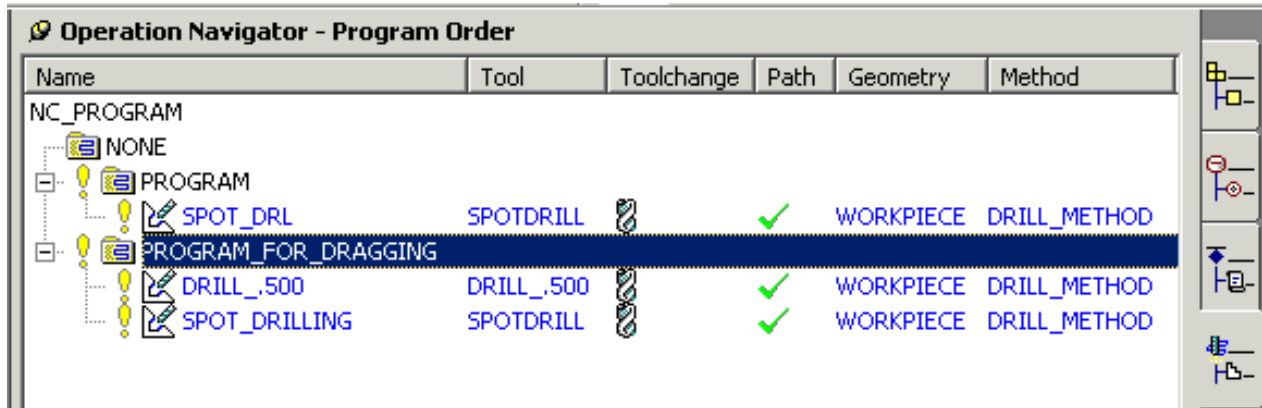 Operation Navigator - Program Order
Name Tool Toolchange Path Geometry Method
NC_PROGRAM
NONE
PROGRAM
SPOT_DRL SPOTDRILL WORKPIECE DRILL_METHOD
PROGRAM_FOR_DRAGGING
DRILL_.500 DRILL_.500 WORKPIECE DRILL_METHOD
SPOT_DRILLING SPOTDRILL WORKPIECE DRILL_METHOD